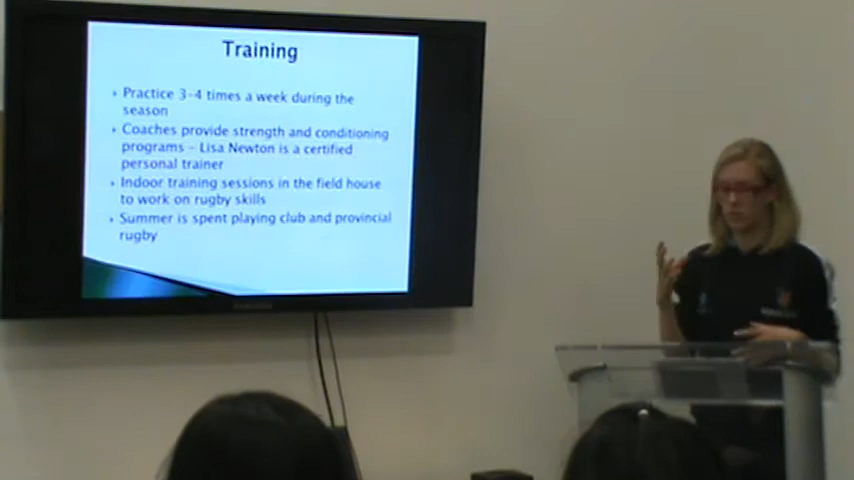 Training
Practice 3-4 times a week during the
season
Coaches provide strength and conditioning
programs - Lisa Newton is a certified
personal trainer
Indoor training sessions in the field house
to work on rugby skills
Summer is spent playing club and provincial
rugby
SAMSUNG